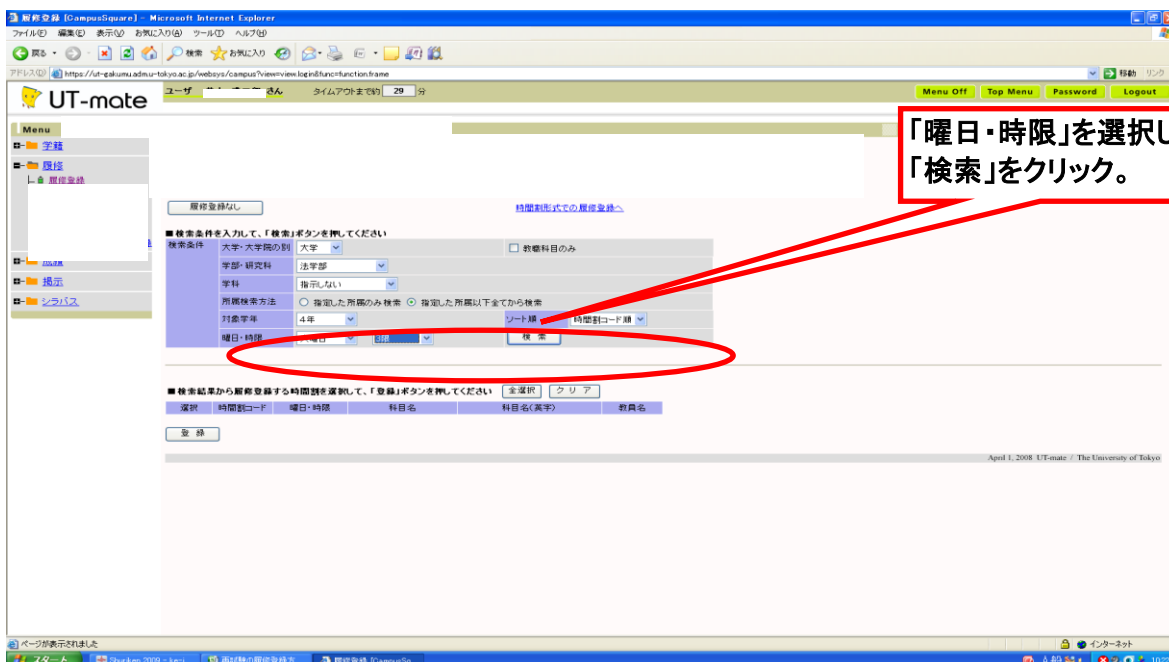 履修登録 [CampusSquare] - Microsoft Internet Explorer
ファイル(F) 編集(E) 表示(V) お気に入り(A) ツール(T) ヘルプ(H)
戻る 検索 お気に入り
アドレス(D) https://ut-gakumu.adm.u-tokyo.ac.jp/websys/campus?view=view.login&func=function.frame 移動 リンク
UT-mate
ユーザ さん タイムアウトまで約 29 分
Menu Off Top Menu Password Logout
「曜日・時限」を選択し
「検索」をクリック。
Menu
学籍
履修
履修登録
掲示
シラバス
履修登録なし 時間割形式での履修登録へ
■検索条件を入力して、「検索」ボタンを押してください
検索条件 大学・大学院の別 大学 教職科目のみ
学部・研究科 法学部
学科 指示しない
所属検索方法 指定した所属のみ検索 指定した所属以下全てから検索
対象学年 4年 ソート順 時間割コード順
曜日・時限 3限 検 索
■検索結果から履修登録する時間割を選択して、「登録」ボタンを押してください 全選択 クリア
選択 時間割コード 曜日・時限 科目名 科目名(英字) 教員名
登 録
April 1, 2008 UT-mate / The University of Tokyo
ページが表示されました インターネット
スタート 履修登録 [CampusSq...